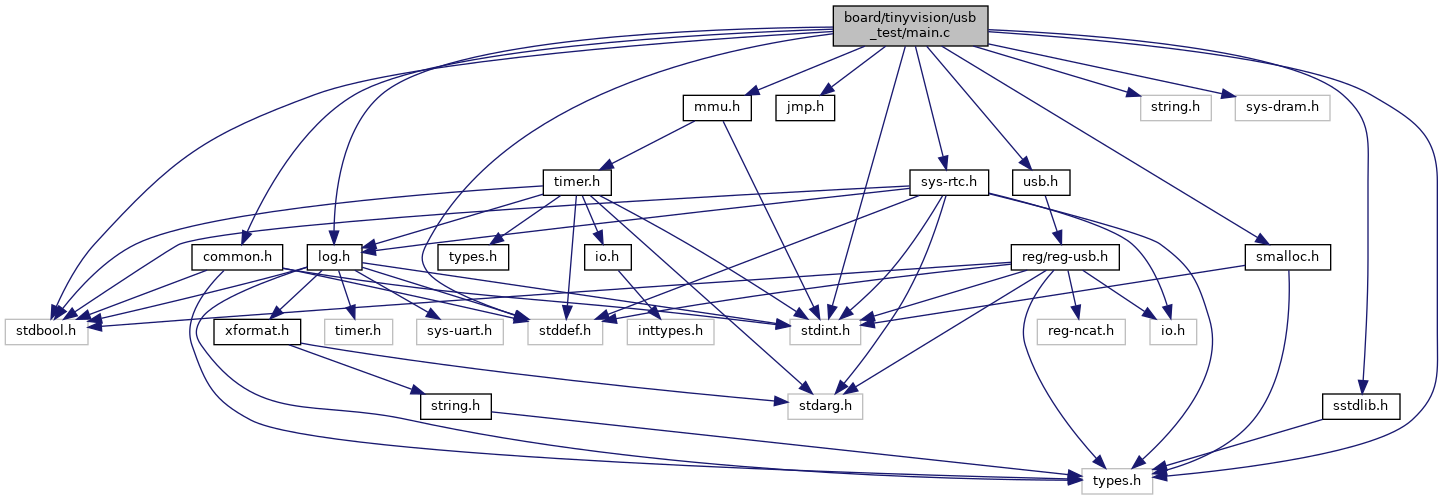 board/tinyvision/usb
_test/main.c
mmu.h
jmp.h
string.h
sys-dram.h
timer.h
sys-rtc.h
usb.h
common.h
log.h
types.h
io.h
reg/reg-usb.h
smalloc.h
stdbool.h
xformat.h
timer.h
sys-uart.h
stddef.h
inttypes.h
stdint.h
reg-ncat.h
io.h
string.h
stdarg.h
sstdlib.h
types.h